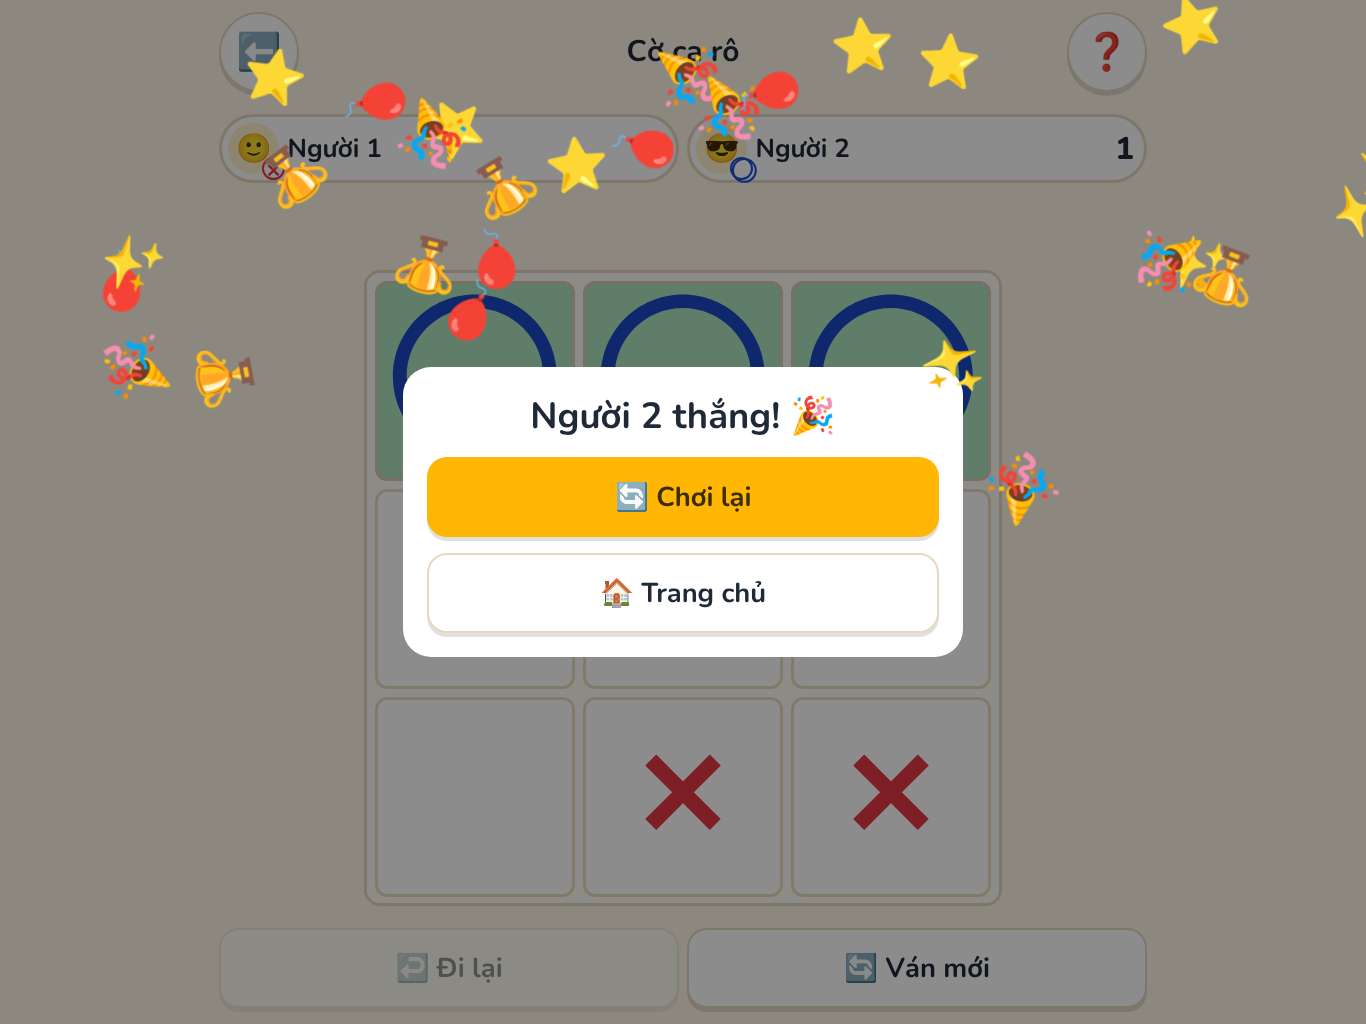 Cờ ca rô
Người 1
Người 2
1
Người 2 thắng!
Chơi lại
Trang chủ
Đi lại
Ván mới